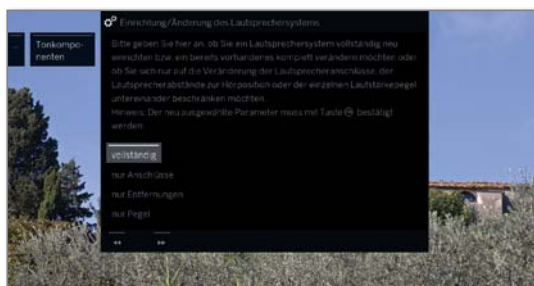 Einrichtung/Änderung des Lautsprechersystems
Tonkompo-
nenten
Bitte geben Sie hier an, ob Sie ein Lautsprechersystem vollständig neu
einrichten bzw. ein bereits vorhandenes komplett verändern möchten oder
ob Sie sich nur auf die Veränderung der Lautsprecheranschlüsse, der
Lautsprecherabstände zur Hörposition oder der einzelnen Lautstärkepegel
untereinander beschränken möchten.
Hinweis: Der neu ausgewählte Parameter muss mit Taste bestätigt
werden.
vollständig
nur Anschlüsse
nur Entfernungen
nur Pegel